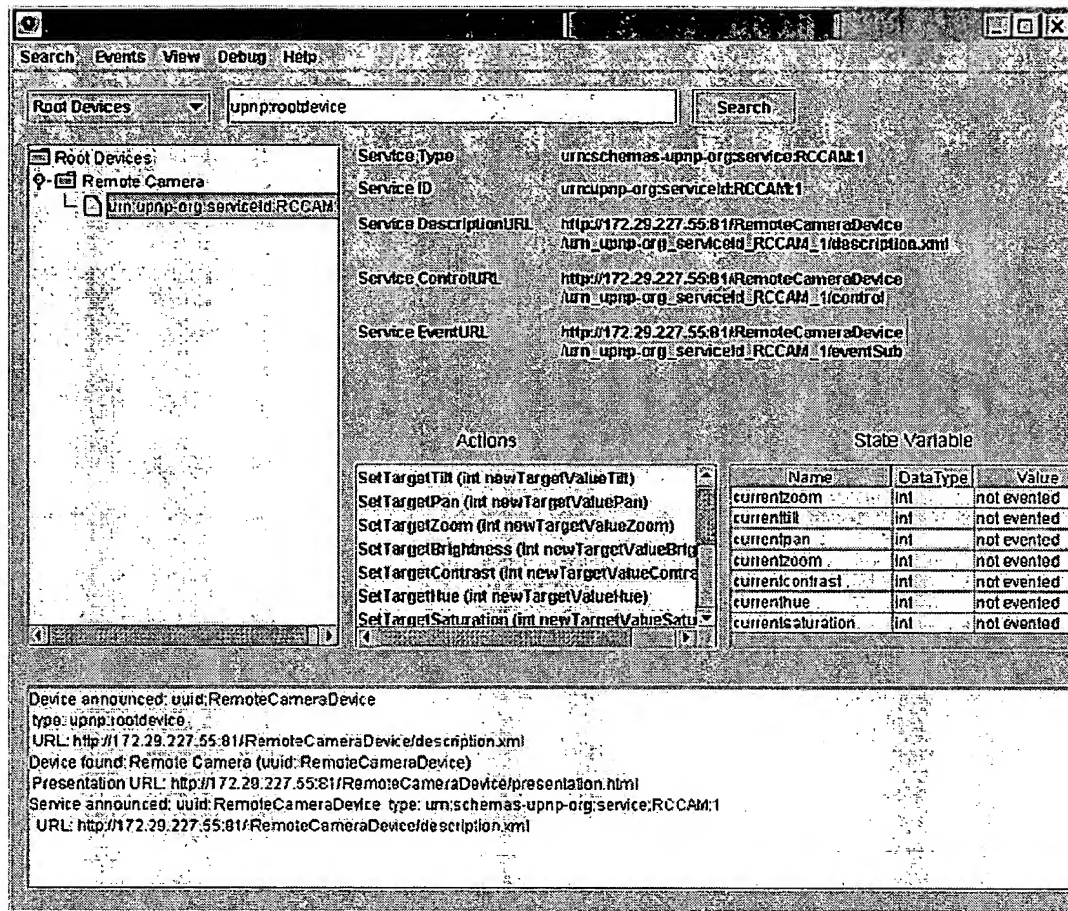 Search Events View Debug Help
Root Devices upnp:rootdevice Search
Root Devices
Remote Camera
urn:upnp-org:serviceId:RCCAM:
Service Type urn:schemas-upnp-org:service:RCCAM:1
Service ID urn:upnp-org:serviceId:RCCAM:1
Service DescriptionURL http://172.29.227.55:81/RemoteCameraDevice
/urn_upnp-org_serviceId_RCCAM_1/description.xml
Service ControlURL http://172.29.227.55:81/RemoteCameraDevice
/urn_upnp-org_serviceId_RCCAM_1/control
Service EventURL http://172.29.227.55:81/RemoteCameraDevice
/urn_upnp-org_serviceId_RCCAM_1/eventSub
Actions
SetTargetTilt (int newTargetValueTilt)
SetTargetPan (int newTargetValuePan)
SetTargetZoom (int newTargetValueZoom)
SetTargetBrightness (int newTargetValueBrig
SetTargetContrast (int newTargetValueContra
SetTargetHue (int newTargetValueHue)
SetTargetSaturation (int newTargetValueSatu
State Variable
Name DataType Value
currentzoom int not evented
currenttilt int not evented
currentpan int not evented
currentzoom int not evented
currentcontrast int not evented
currenthue int not evented
currentsaturation int not evented
Device announced: uuid:RemoteCameraDevice
type: upnp:rootdevice
URL: http://172.29.227.55:81/RemoteCameraDevice/description.xml
Device found: Remote Camera (uuid:RemoteCameraDevice)
Presentation URL: http://172.29.227.55:81/RemoteCameraDevice/presentation.html
Service announced: uuid:RemoteCameraDevice type: urn:schemas-upnp-org:service:RCCAM:1
URL: http://172.29.227.55:81/RemoteCameraDevice/description.xml